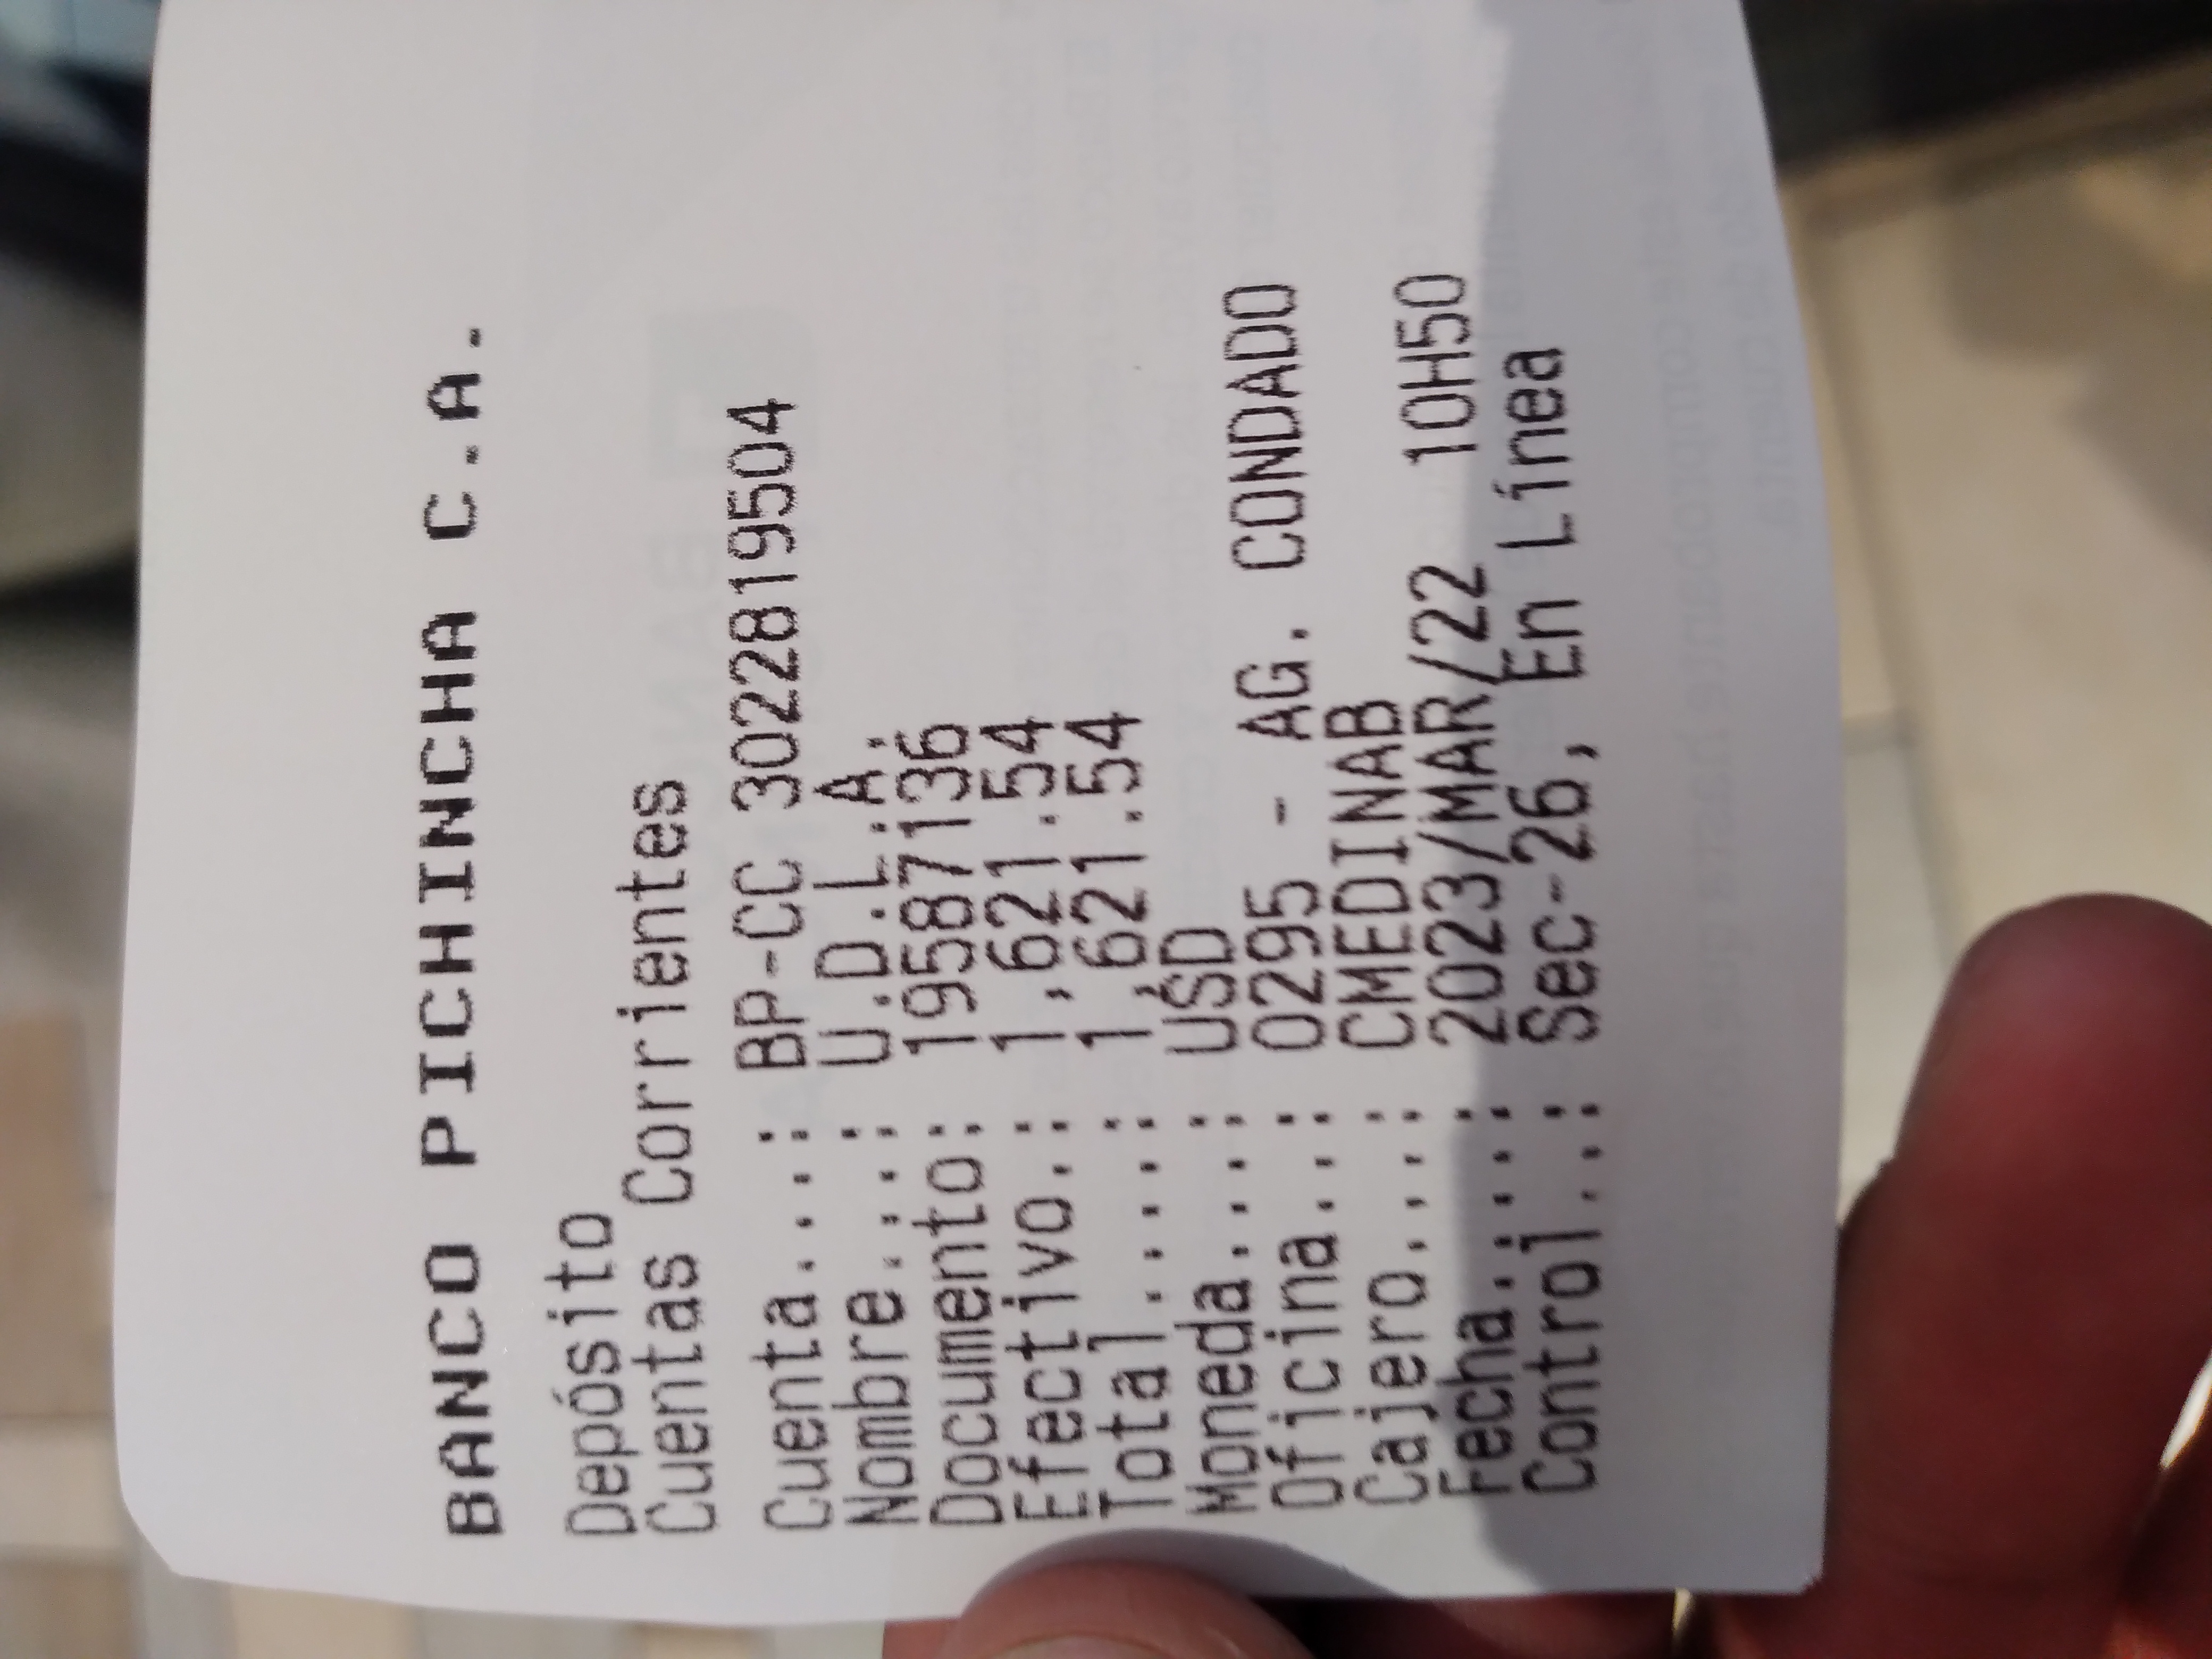 BANCO PICHINCHA C.A.
Depósito
Cuentas Corrientes
Cuenta....: BP-CC 3022819504
Nombre....: U.D.L.A.
Documento: 1958871136
Efectivo.: 1,621.54
Total.....: 1,621.54
Moneda....: USD
Oficina...: 0295 - AG. CONDADO
Cajero....: CMEDINAB
Fecha.....: 2023/MAR/22 10H50
Control..: Sec-26, En Línea